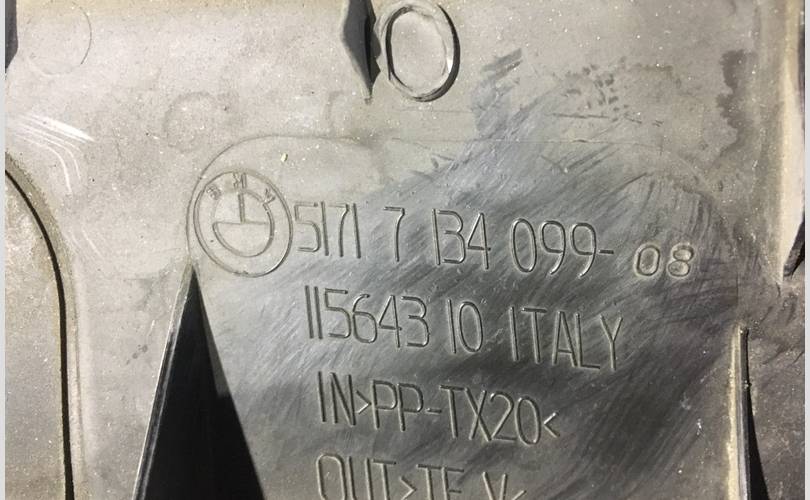 BMW
5171 7 134 099-08
115643 10 ITALY
IN>PP-TX20<